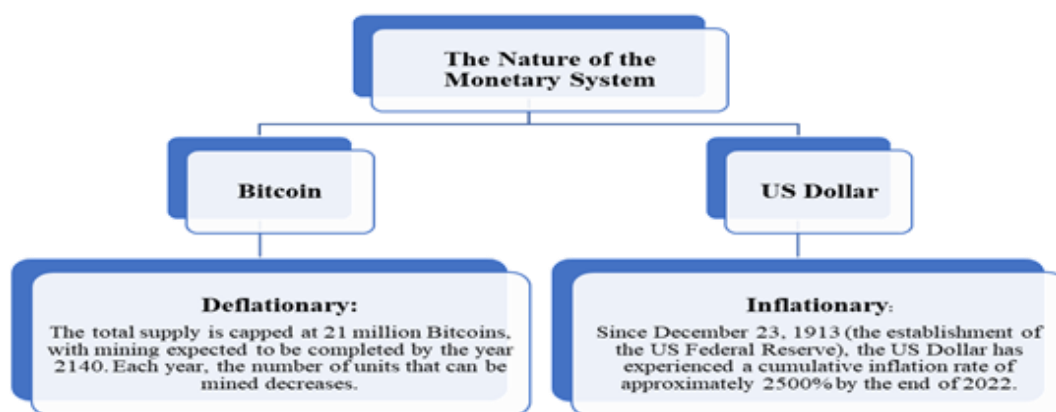 The Nature of the
Monetary System
Bitcoin
US Dollar
Deflationary:
The total supply is capped at 21 million Bitcoins,
with mining expected to be completed by the year
2140. Each year, the number of units that can be
mined decreases.
Inflationary:
Since December 23, 1913 (the establishment of
the US Federal Reserve), the US Dollar has
experienced a cumulative inflation rate of
approximately 2500% by the end of 2022.